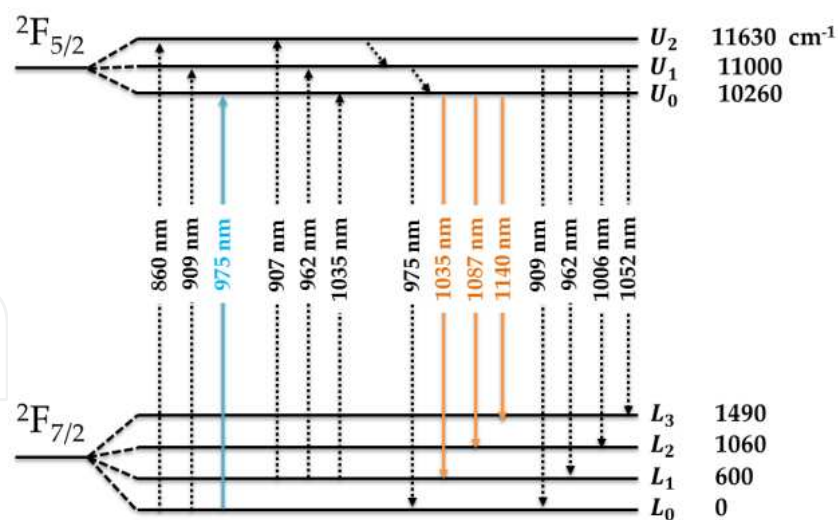 ²F₅/₂
U₂ 11630 cm⁻¹
U₁ 11000
U₀ 10260
860 nm
909 nm
975 nm
907 nm
962 nm
1035 nm
975 nm
1035 nm
1087 nm
1140 nm
909 nm
962 nm
1006 nm
1052 nm
²F₇/₂
L₃ 1490
L₂ 1060
L₁ 600
L₀ 0